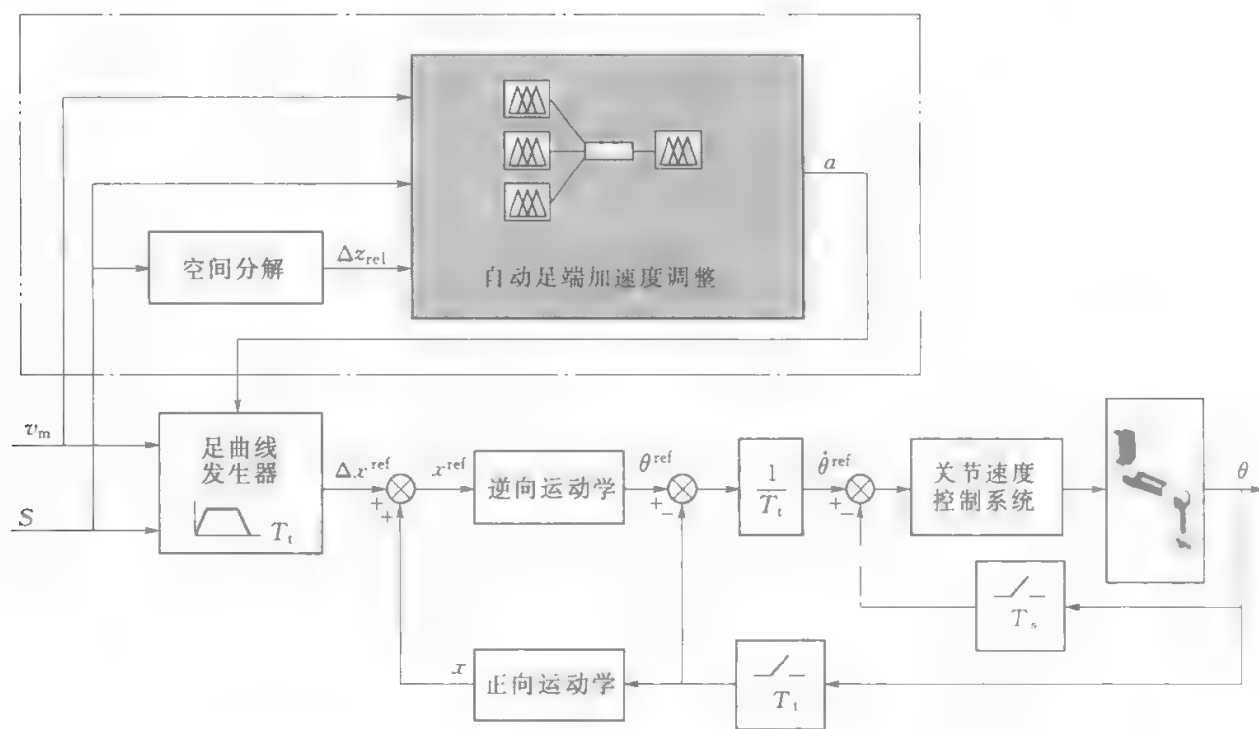 a
空间分解
Δz_rel
自动足端加速度调整
v_m
S
足曲线
发生器
T_t
Δx^ref
+
+
x^ref
逆向运动学
θ^ref
+
−
1
T_t
θ̇^ref
+
−
关节速度
控制系统
θ
T_s
x
正向运动学
T_t